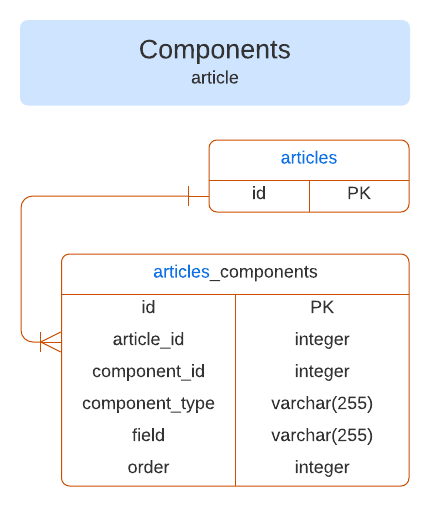 Components
article
articles
id PK
articles_components
id PK
article_id integer
component_id integer
component_type varchar(255)
field varchar(255)
order integer